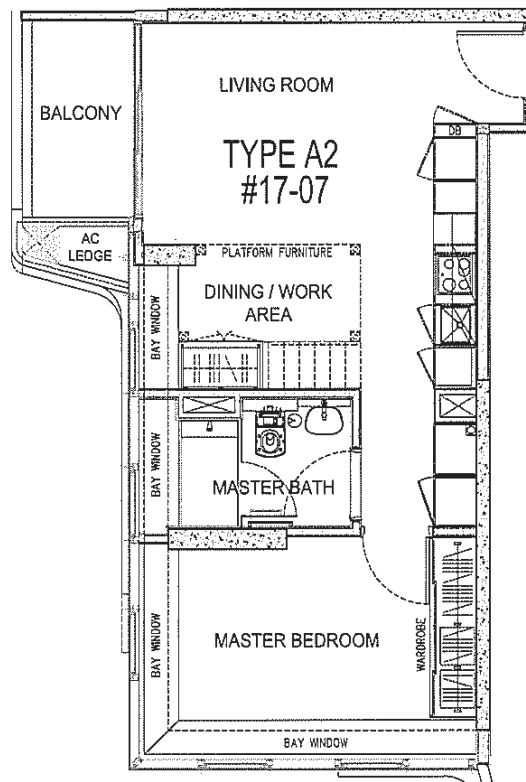 LIVING ROOM
BALCONY
DB
TYPE A2
#17-07
AC
LEDGE
PLATFORM FURNITURE
DINING / WORK
AREA
BAY WINDOW
BAY WINDOW
MASTER BATH
MASTER BEDROOM
BAY WINDOW
WARDROBE
BAY WINDOW